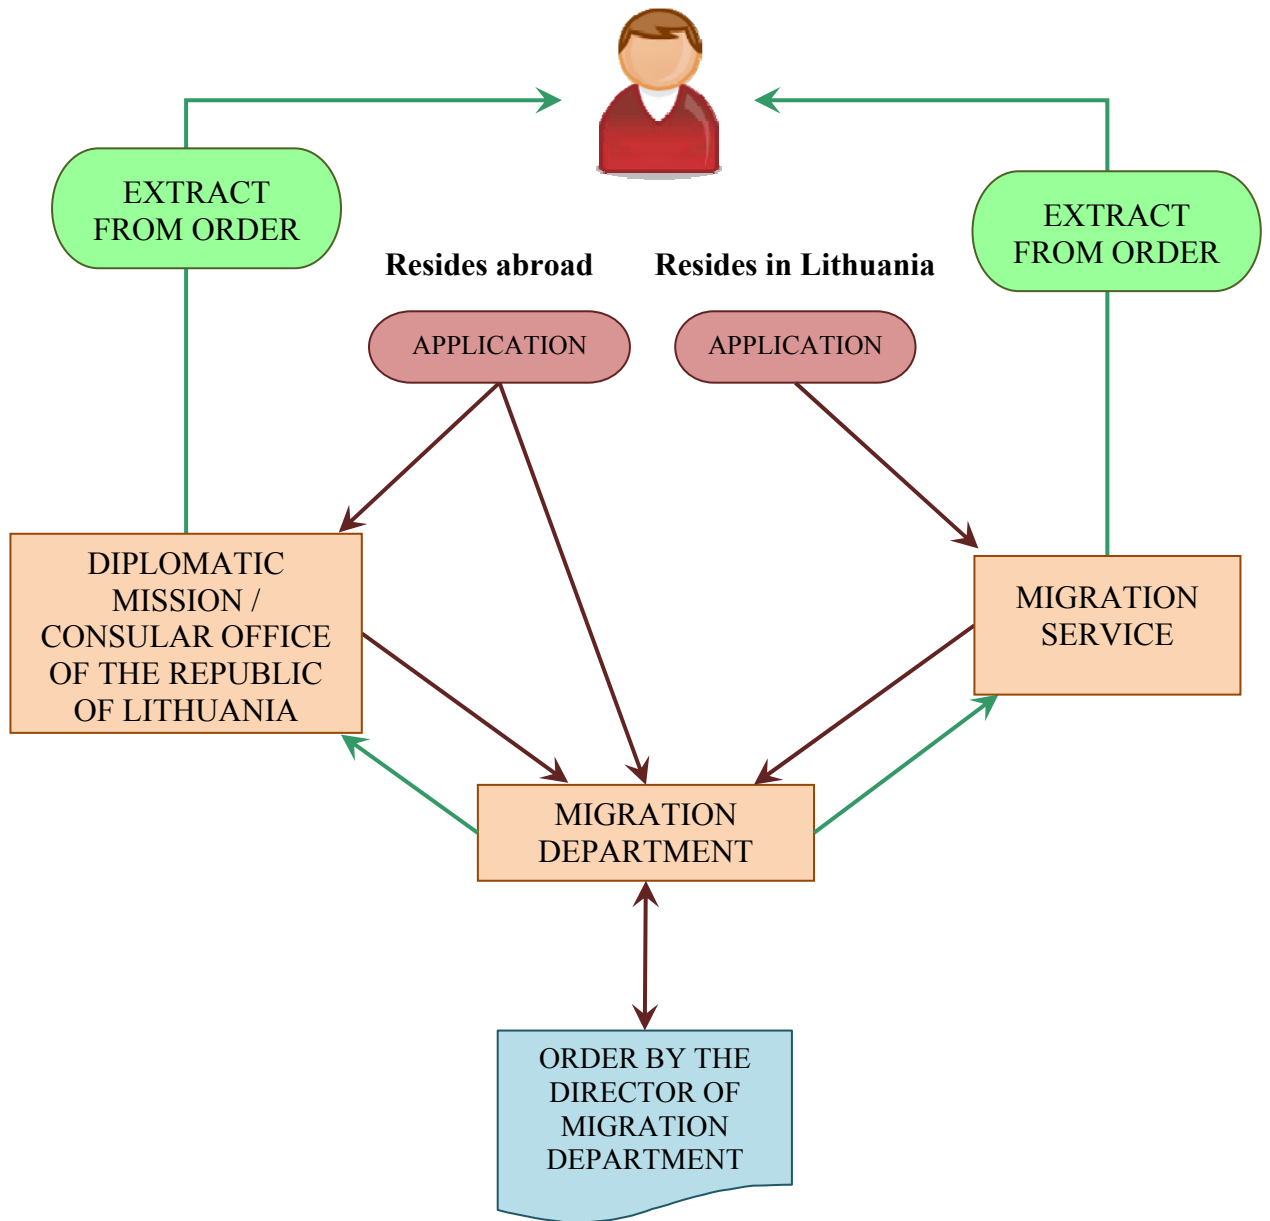 EXTRACT
FROM ORDER
EXTRACT
FROM ORDER
Resides abroad
Resides in Lithuania
APPLICATION
APPLICATION
DIPLOMATIC
MISSION /
CONSULAR OFFICE
OF THE REPUBLIC
OF LITHUANIA
MIGRATION
SERVICE
MIGRATION
DEPARTMENT
ORDER BY THE
DIRECTOR OF
MIGRATION
DEPARTMENT